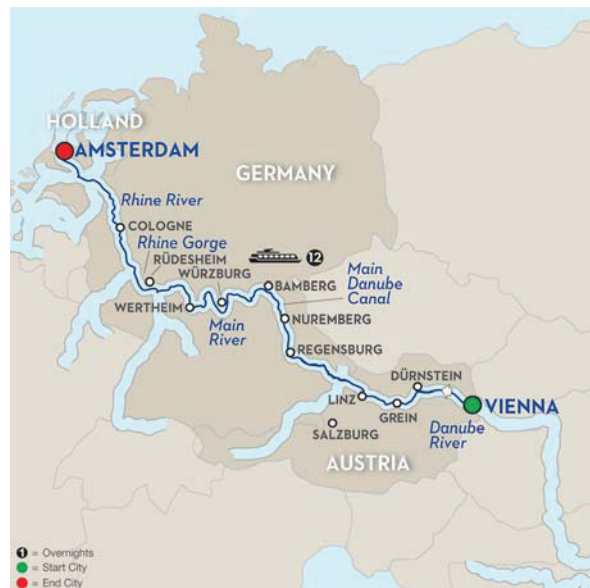 HOLLAND
AMSTERDAM
GERMANY
Rhine River
COLOGNE
Rhine Gorge
RÜDESHEIM
WÜRZBURG
12
BAMBERG
Main
Danube
Canal
WERTHEIM
Main
River
NUREMBERG
REGENSBURG
DÜRNSTEIN
LINZ
GREIN
VIENNA
SALZBURG
Danube
River
AUSTRIA
1 = Overnights
= Start City
= End City